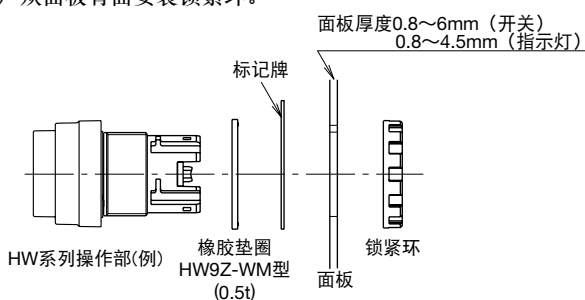 从面板背面安装锁紧环。
面板厚度0.8～6mm（开关）
0.8～4.5mm（指示灯）
标记牌
HW系列操作部(例)
橡胶垫圈
HW9Z-WM型
(0.5t)
面板
锁紧环